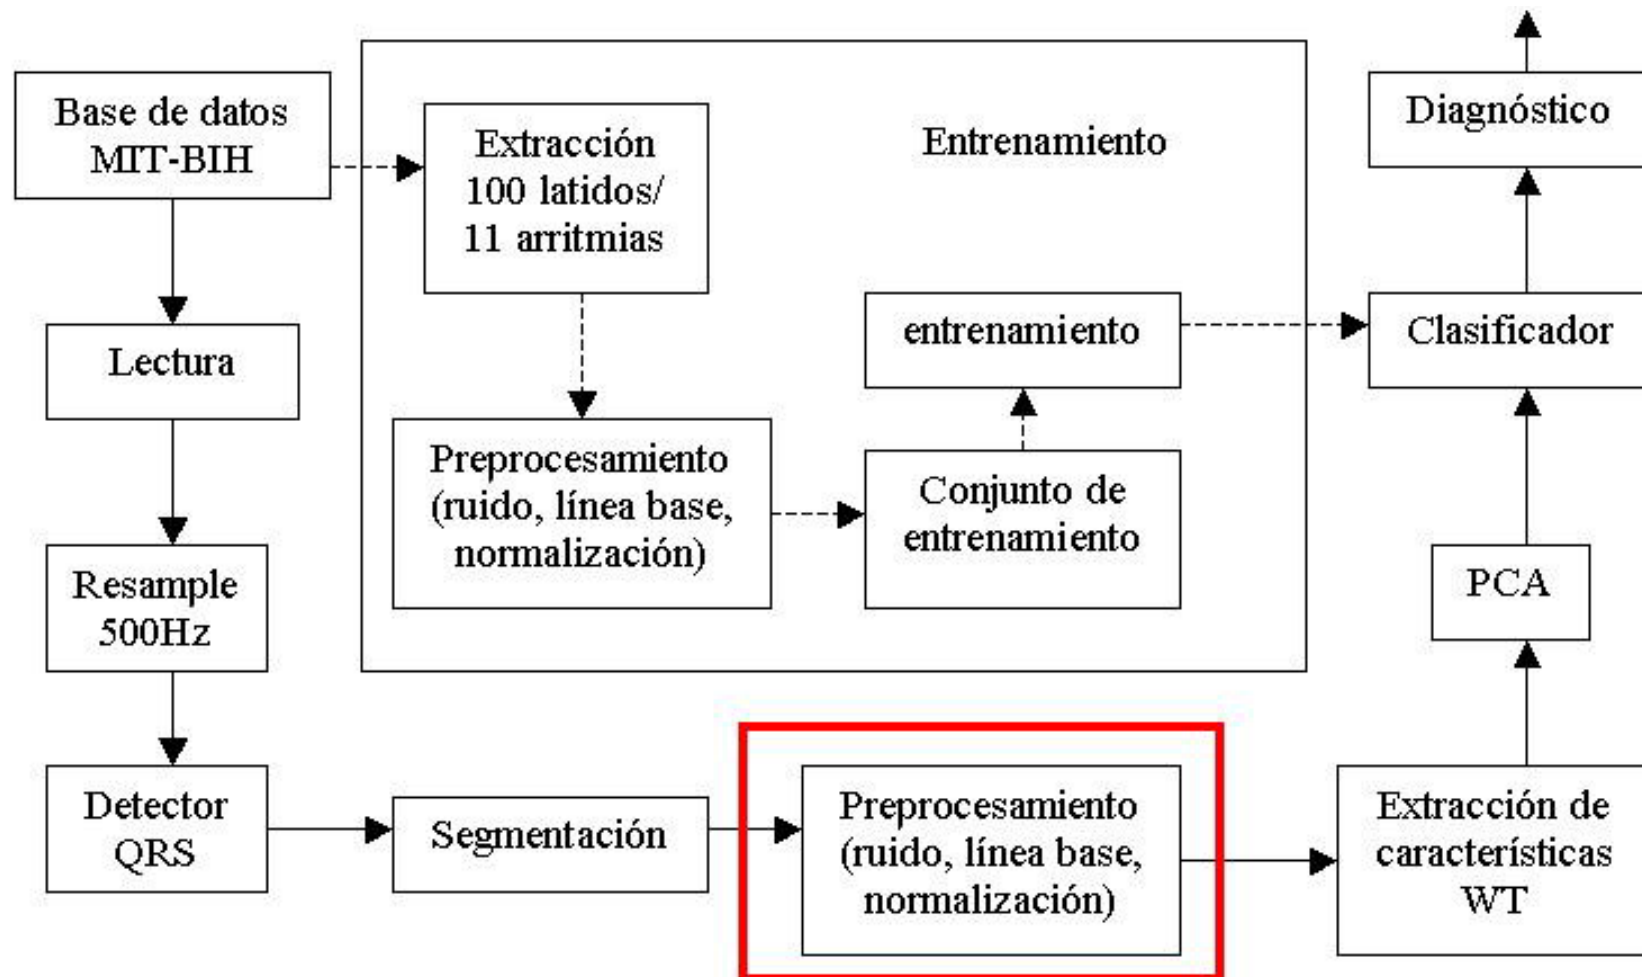 Base de datos
MIT-BIH
Extracción
100 latidos/
11 arritmias
Entrenamiento
Diagnóstico
Lectura
entrenamiento
Clasificador
Preprocesamiento
(ruido, línea base,
normalización)
Conjunto de
entrenamiento
Resample
500Hz
PCA
Detector
QRS
Segmentación
Preprocesamiento
(ruido, línea base,
normalización)
Extracción de
característícas
WT